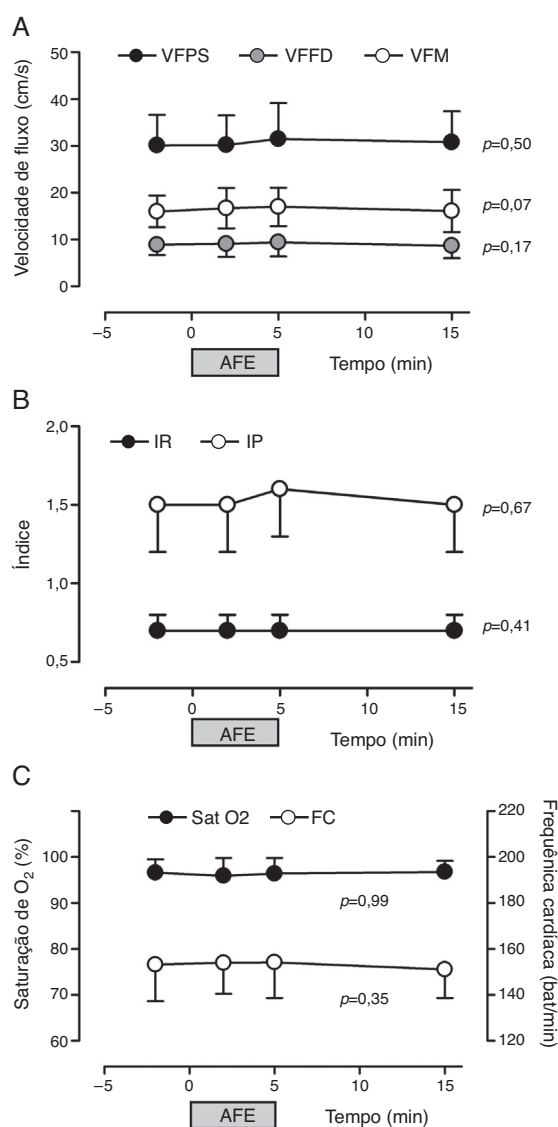 A
VFPS VFFD VFM
Velocidade de fluxo (cm/s)
50
40
30
20
10
0
p=0,50
p=0,07
p=0,17
–5 0 5 10 15
AFE Tempo (min)
B
IR IP
Índice
2,0
1,5
1,0
0,5
p=0,67
p=0,41
–5 0 5 10 15
AFE Tempo (min)
C
Sat O2 FC
Saturação de O2 (%)
100
90
80
70
60
p=0,99
p=0,35
220
200
180
160
140
120
Frequênica cardíaca (bat/min)
–5 0 5 10 15
AFE Tempo (min)